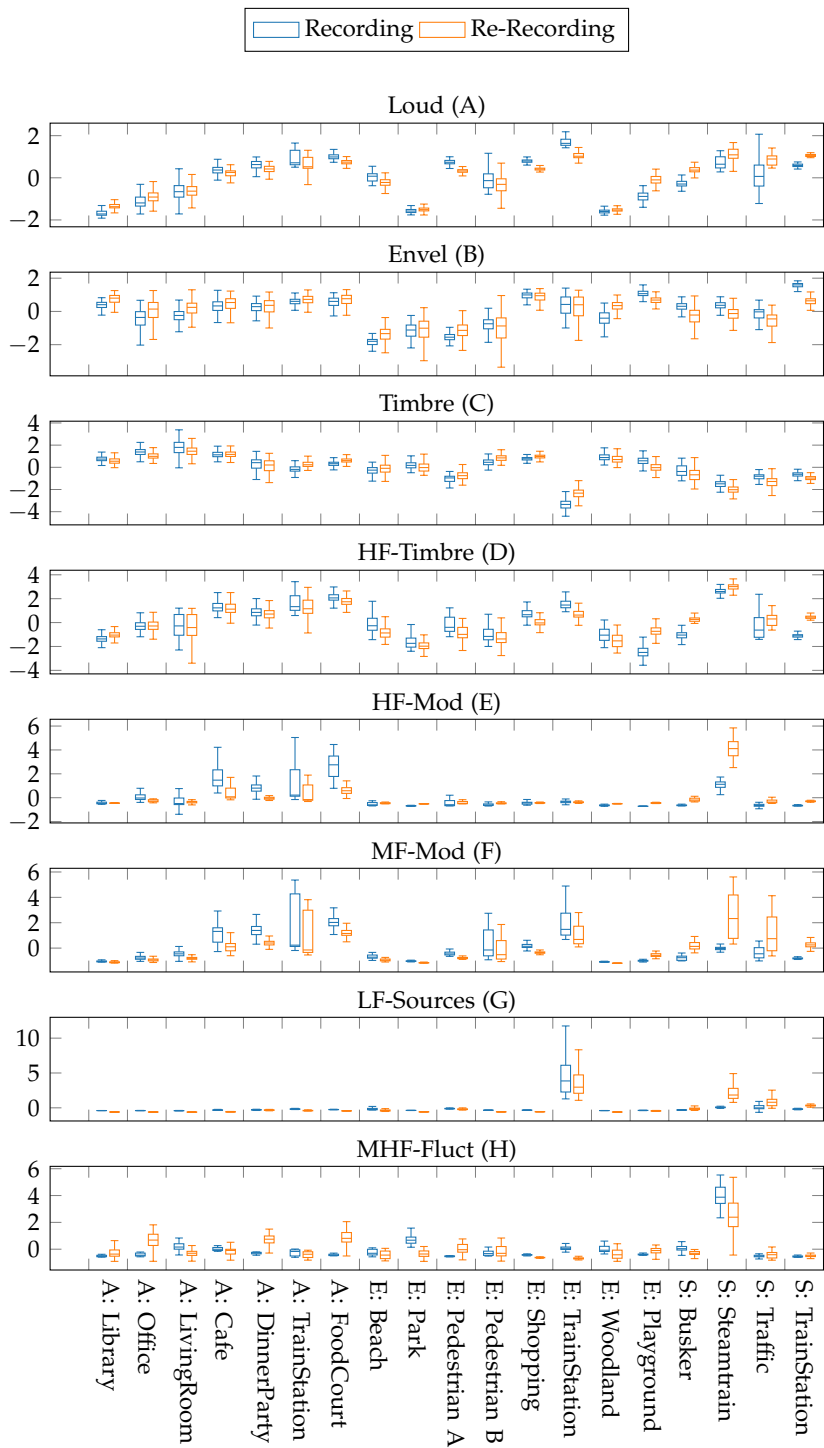 Recording Re-Recording
Loud (A)
2
0
−2
Envel (B)
2
0
−2
Timbre (C)
4
2
0
−2
−4
HF-Timbre (D)
4
2
0
−2
−4
HF-Mod (E)
6
4
2
0
−2
MF-Mod (F)
6
4
2
0
LF-Sources (G)
10
5
0
MHF-Fluct (H)
6
4
2
0
A: Library
A: Office
A: LivingRoom
A: Cafe
A: DinnerParty
A: TrainStation
A: FoodCourt
E: Beach
E: Park
E: Pedestrian A
E: Pedestrian B
E: Shopping
E: TrainStation
E: Woodland
E: Playground
S: Busker
S: Steamtrain
S: Traffic
S: TrainStation